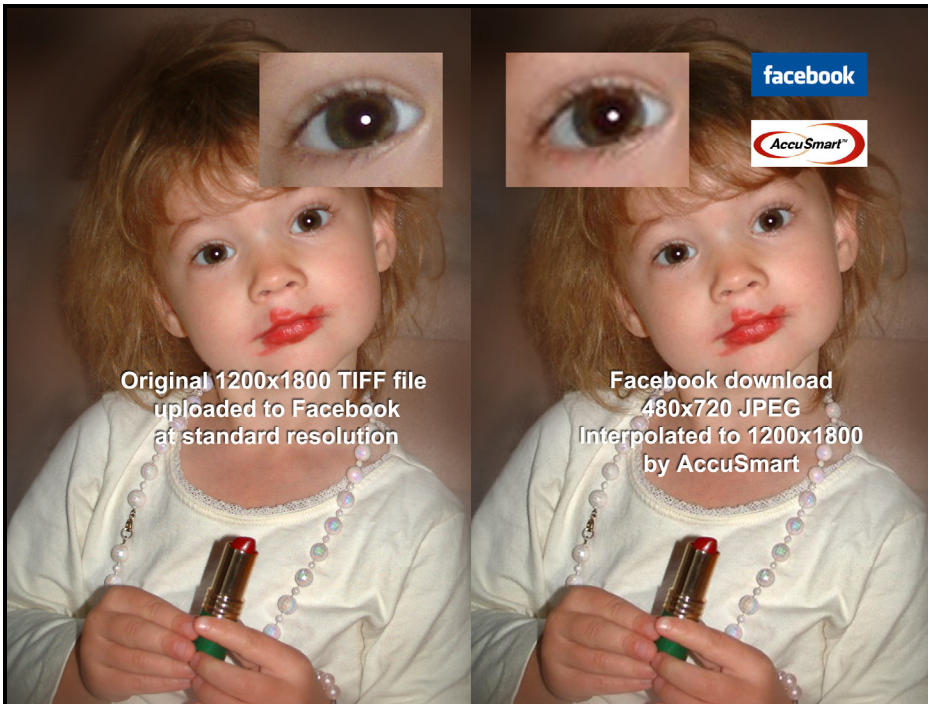 facebook
AccuSmart™
Original 1200x1800 TIFF file
uploaded to Facebook
at standard resolution
Facebook download
480x720 JPEG
Interpolated to 1200x1800
by AccuSmart